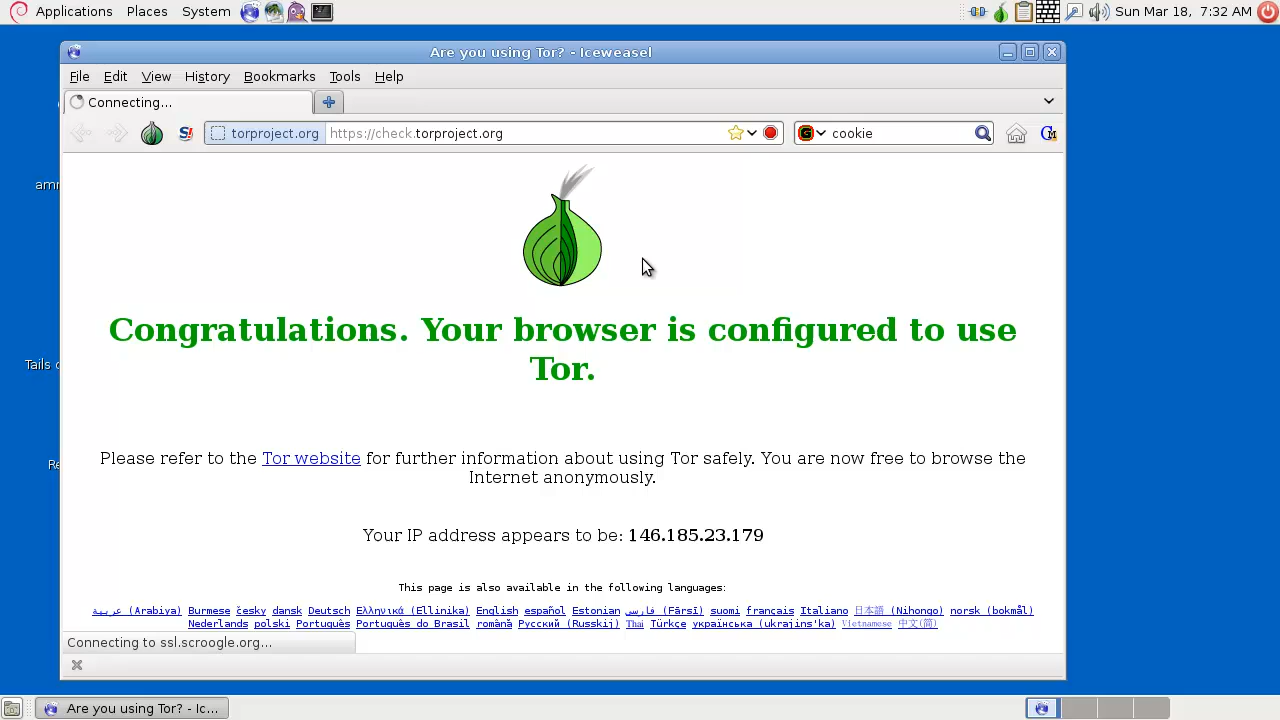 Applications Places System Sun Mar 18, 7:32 AM
Are you using Tor? - Iceweasel
File Edit View History Bookmarks Tools Help
Connecting...
torproject.org https://check.torproject.org cookie
Congratulations. Your browser is configured to use
Tor.
Please refer to the Tor website for further information about using Tor safely. You are now free to browse the
Internet anonymously.
Your IP address appears to be: 146.185.23.179
This page is also available in the following languages:
عربية (Arabiya) Burmese česky dansk Deutsch Ελληνικά (Ellinika) English español Estonian فارسی (Fārsī) suomi français Italiano 日本語 (Nihongo) norsk (bokmål)
Nederlands polski Português Português do Brasil română Русский (Russkij) Thai Türkçe українська (ukrajins'ka) Vietnamese 中文(简)
Connecting to ssl.scroogle.org...
Are you using Tor? - Ic...